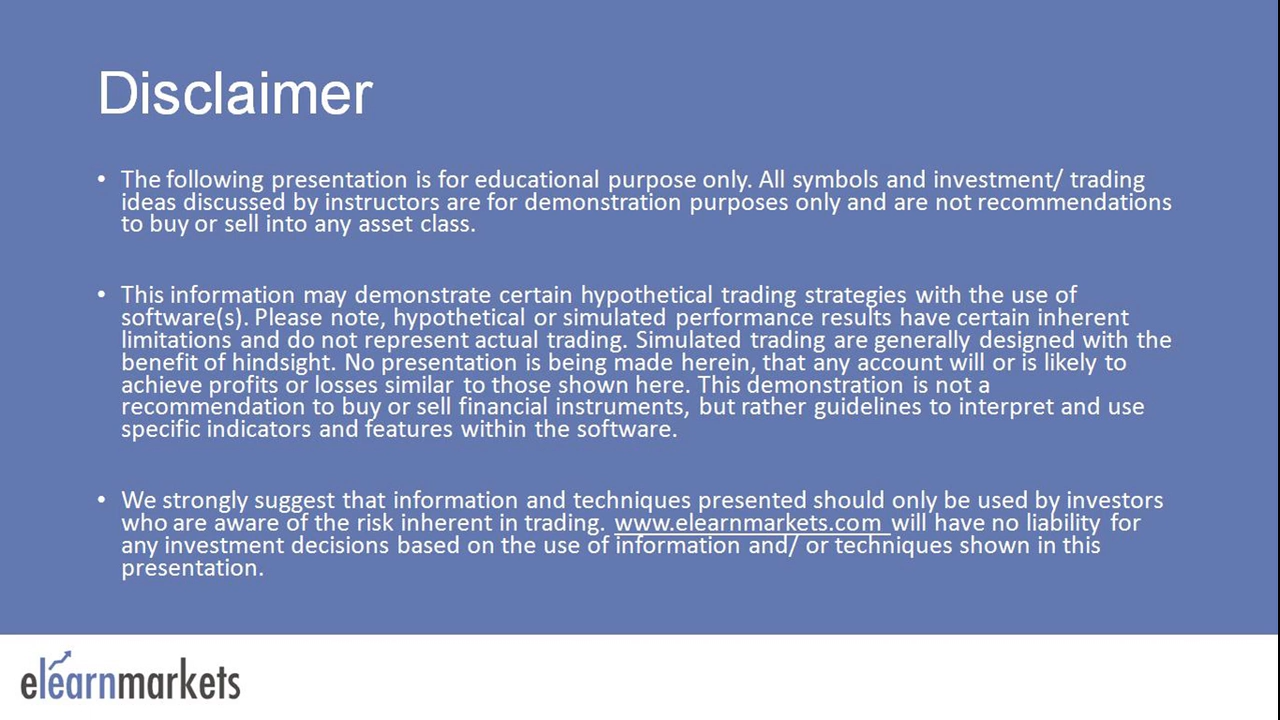 Disclaimer
• The following presentation is for educational purpose only. All symbols and investment/ trading
ideas discussed by instructors are for demonstration purposes only and are not recommendations
to buy or sell into any asset class.
• This information may demonstrate certain hypothetical trading strategies with the use of
software(s). Please note, hypothetical or simulated performance results have certain inherent
limitations and do not represent actual trading. Simulated trading are generally designed with the
benefit of hindsight. No presentation is being made herein, that any account will or is likely to
achieve profits or losses similar to those shown here. This demonstration is not a
recommendation to buy or sell financial instruments, but rather guidelines to interpret and use
specific indicators and features within the software.
• We strongly suggest that information and techniques presented should only be used by investors
who are aware of the risk inherent in trading. www.elearnmarkets.com will have no liability for
any investment decisions based on the use of information and/ or techniques shown in this
presentation.
elearnmarkets